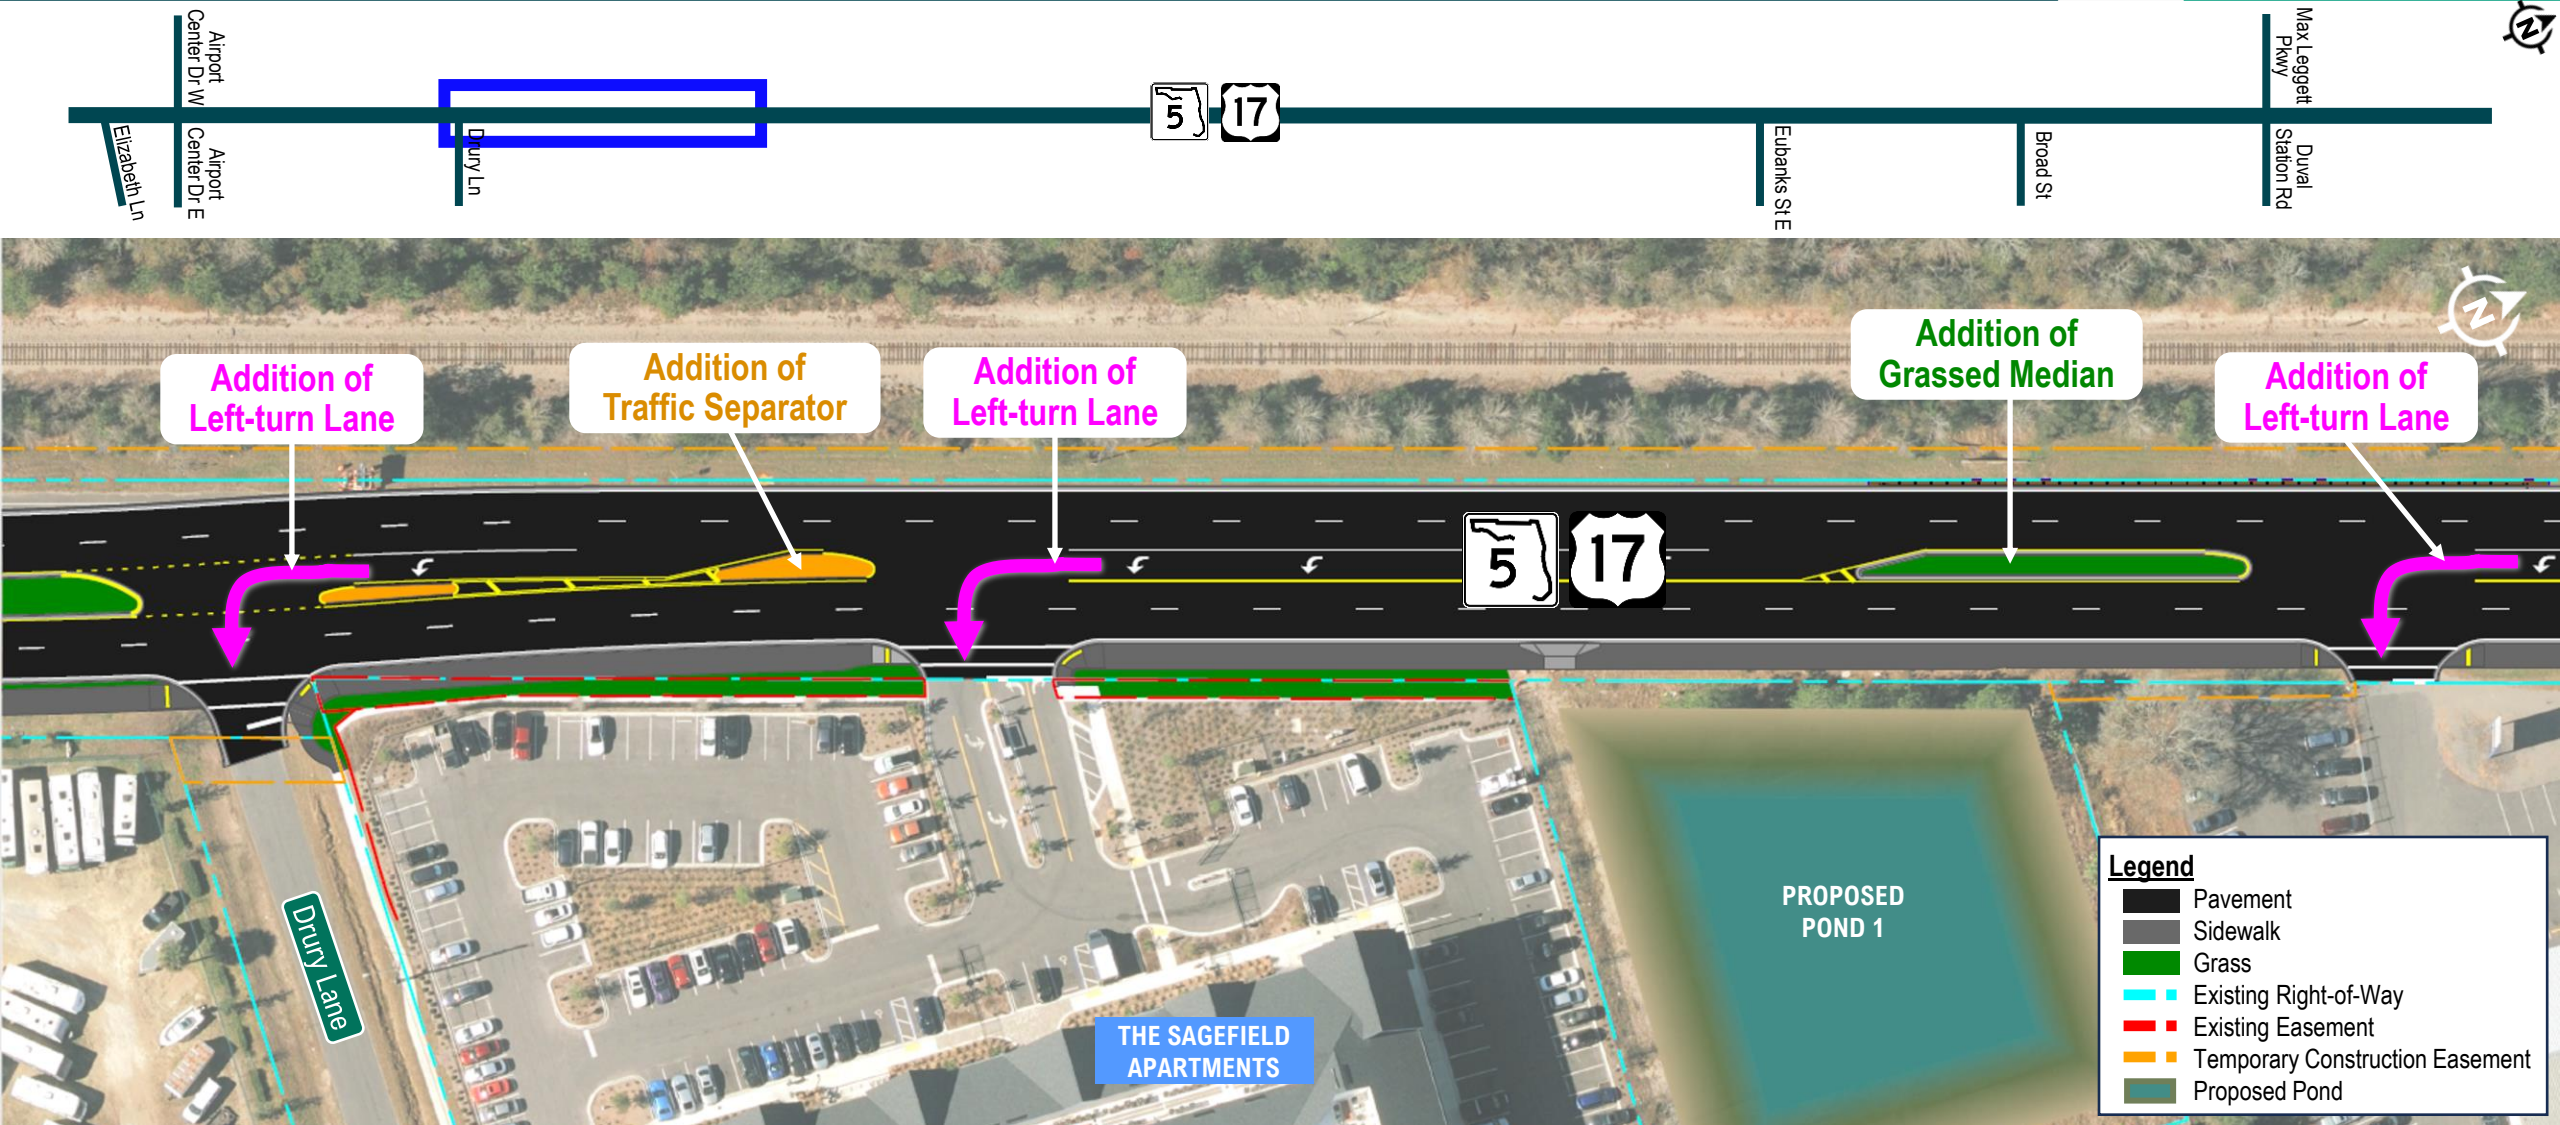 Airport
Center Dr W
Airport
Center Dr E
Elizabeth Ln
Drury Ln
5
17
Eubanks St E
Broad St
Max Leggett
Pkwy
Duval
Station Rd
N
N
Addition of
Left-turn Lane
Addition of
Traffic Separator
Addition of
Left-turn Lane
Addition of
Grassed Median
Addition of
Left-turn Lane
5
17
Drury Lane
THE SAGEFIELD
APARTMENTS
PROPOSED
POND 1
Legend
Pavement
Sidewalk
Grass
Existing Right-of-Way
Existing Easement
Temporary Construction Easement
Proposed Pond